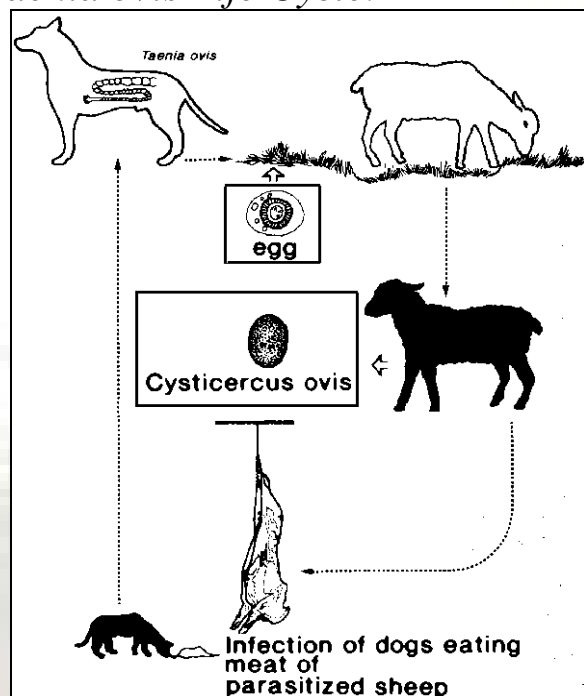 Taenia ovis
egg
Cysticercus ovis
Infection of dogs eating
meat of
parasitized sheep